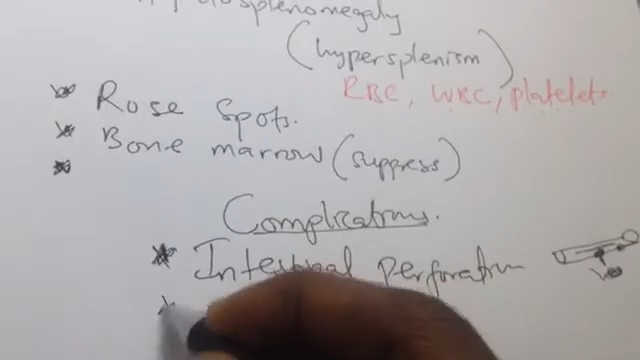 (hypersplenism)
RBC, WBC, platelets
* Rose Spots.
* Bone marrow (suppress)
*
Complications.
* Intestinal perforation